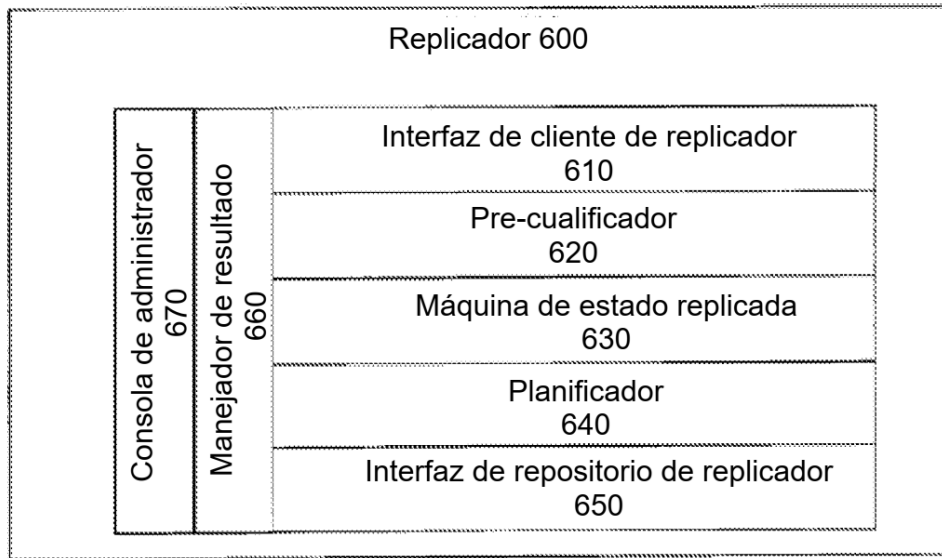 Replicador 600
Consola de administrador
670
Manejador de resultado
660
Interfaz de cliente de replicador
610
Pre-cualificador
620
Máquina de estado replicada
630
Planificador
640
Interfaz de repositorio de replicador
650